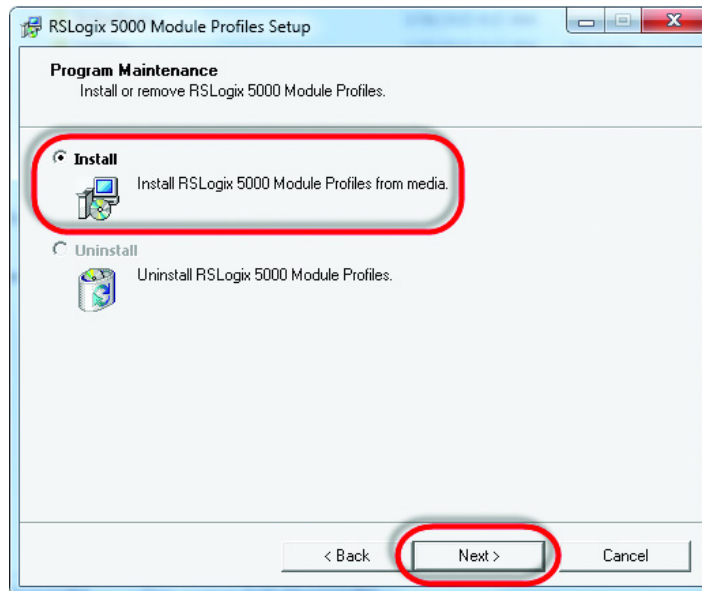 RSLogix 5000 Module Profiles Setup
Program Maintenance
Install or remove RSLogix 5000 Module Profiles.
Install
Install RSLogix 5000 Module Profiles from media.
Uninstall
Uninstall RSLogix 5000 Module Profiles.
< Back Next > Cancel